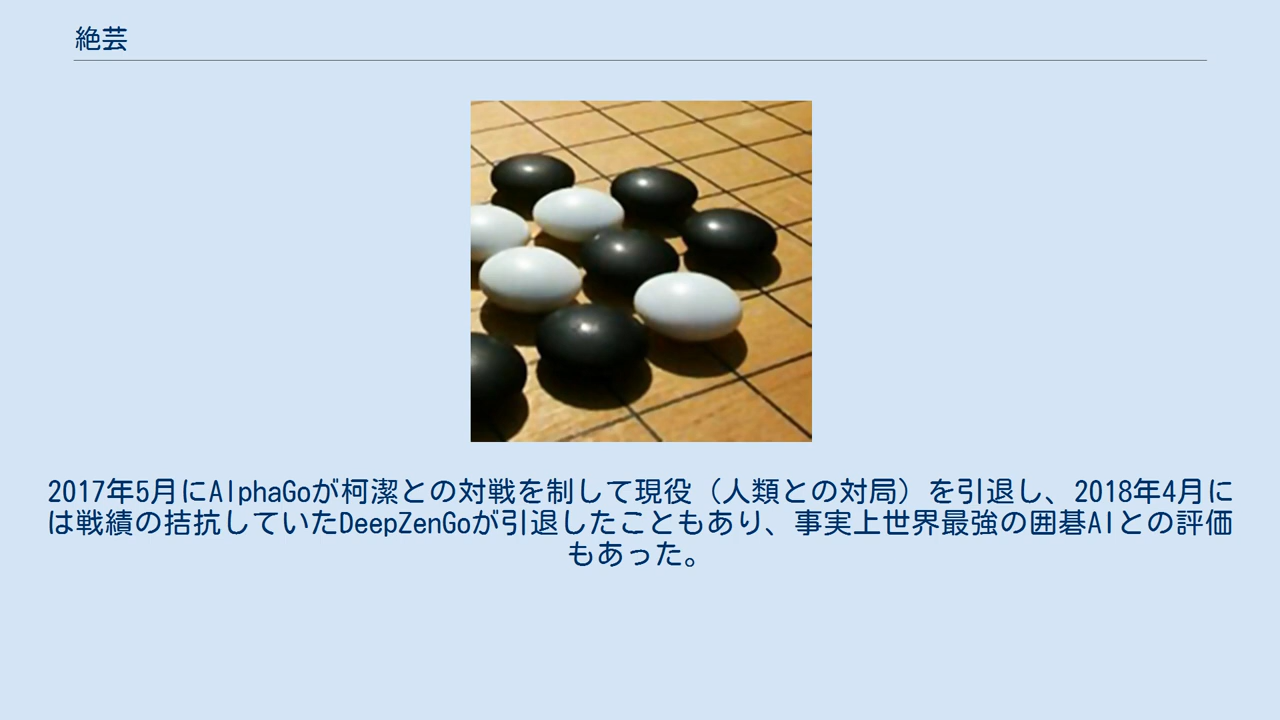 絶芸
2017年5月にAlphaGoが柯潔との対戦を制して現役（人類との対局）を引退し、2018年4月に
は戦績の拮抗していたDeepZenGoが引退したこともあり、事実上世界最強の囲碁AIとの評価
もあった。